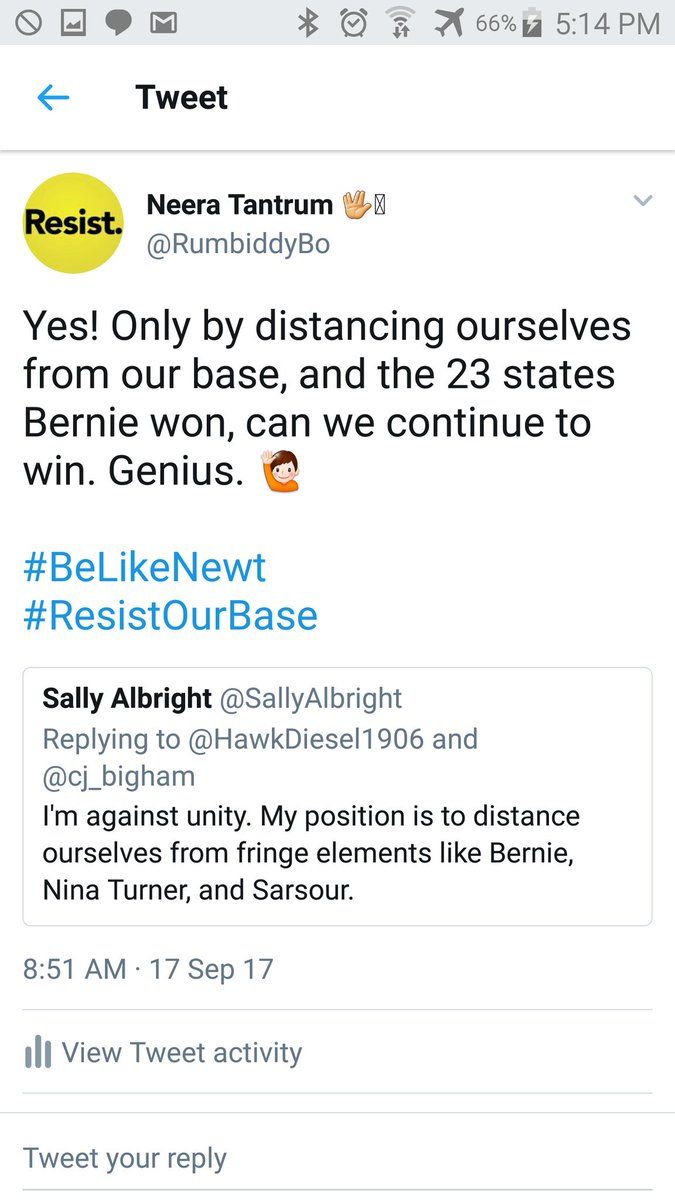 66% 5:14 PM
Tweet
Resist.
Neera Tantrum 🖖
@RumbiddyBo
Yes! Only by distancing ourselves
from our base, and the 23 states
Bernie won, can we continue to
win. Genius. 🙋
#BeLikeNewt
#ResistOurBase
Sally Albright @SallyAlbright
Replying to @HawkDiesel1906 and
@cj_bigham
I'm against unity. My position is to distance
ourselves from fringe elements like Bernie,
Nina Turner, and Sarsour.
8:51 AM · 17 Sep 17
View Tweet activity
Tweet your reply